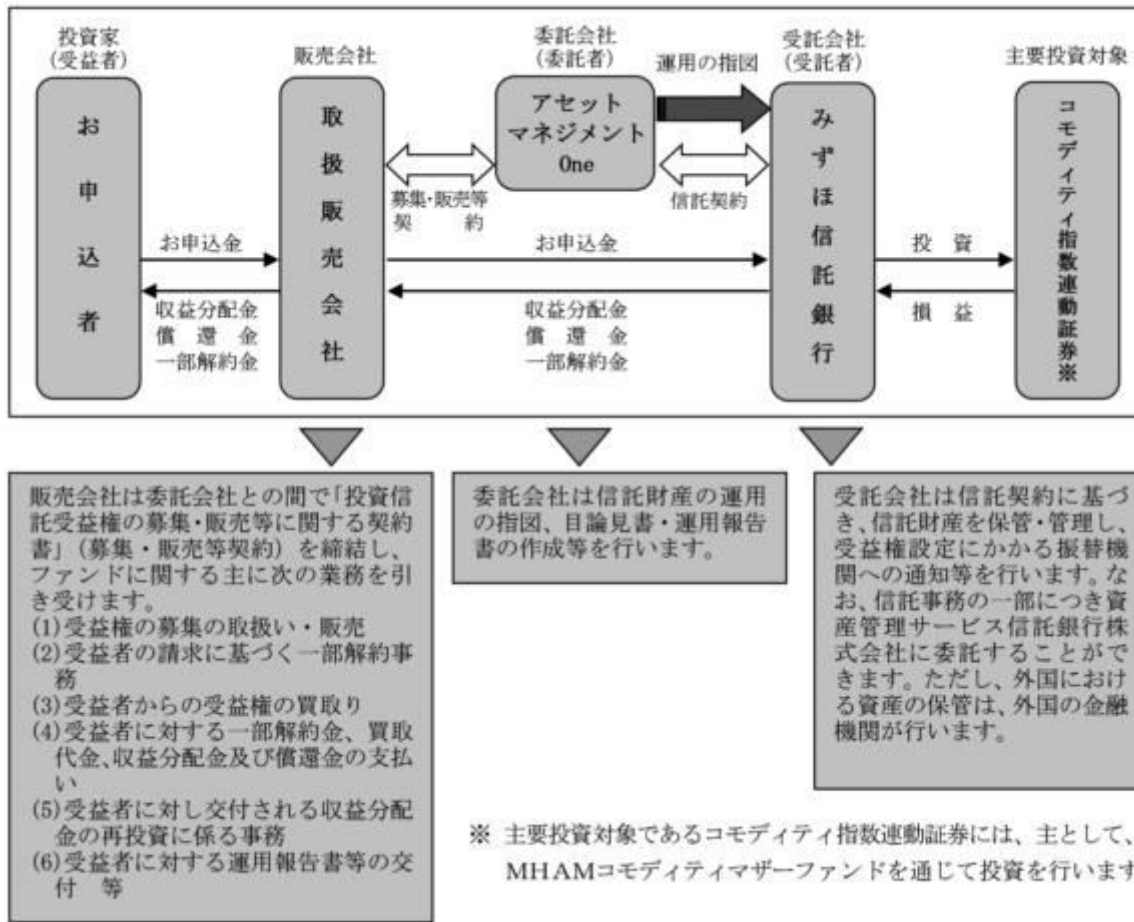 投資家
(受益者)
販売会社
委託会社
(委託者)
運用の指図
受託会社
(受託者)
主要投資対象
お申込者
取扱販売会社
アセット
マネジメント
One
みずほ信託銀行
コモディティ指数連動証券※
募集・販売等
契　約
信託契約
お申込金
収益分配金
償　還　金
一部解約金
お申込金
収益分配金
償　還　金
一部解約金
投　資
損　益
販売会社は委託会社との間で「投資信
託受益権の募集・販売等に関する契約
書」（募集・販売等契約）を締結し、
ファンドに関する主に次の業務を引
き受けます。
(1)受益権の募集の取扱い・販売
(2)受益者の請求に基づく一部解約事
務
(3)受益者からの受益権の買取り
(4)受益者に対する一部解約金、買取
代金、収益分配金及び償還金の支払
い
(5)受益者に対し交付される収益分配
金の再投資に係る事務
(6)受益者に対する運用報告書等の交
付　等
委託会社は信託財産の運用
の指図、目論見書・運用報告
書の作成等を行います。
受託会社は信託契約に基づ
き、信託財産を保管・管理し、
受益権設定にかかる振替機
関への通知等を行います。な
お、信託事務の一部につき資
産管理サービス信託銀行株
式会社に委託することがで
きます。ただし、外国におけ
る資産の保管は、外国の金融
機関が行います。
※ 主要投資対象であるコモディティ指数連動証券には、主として、
MHAMコモディティマザーファンドを通じて投資を行います